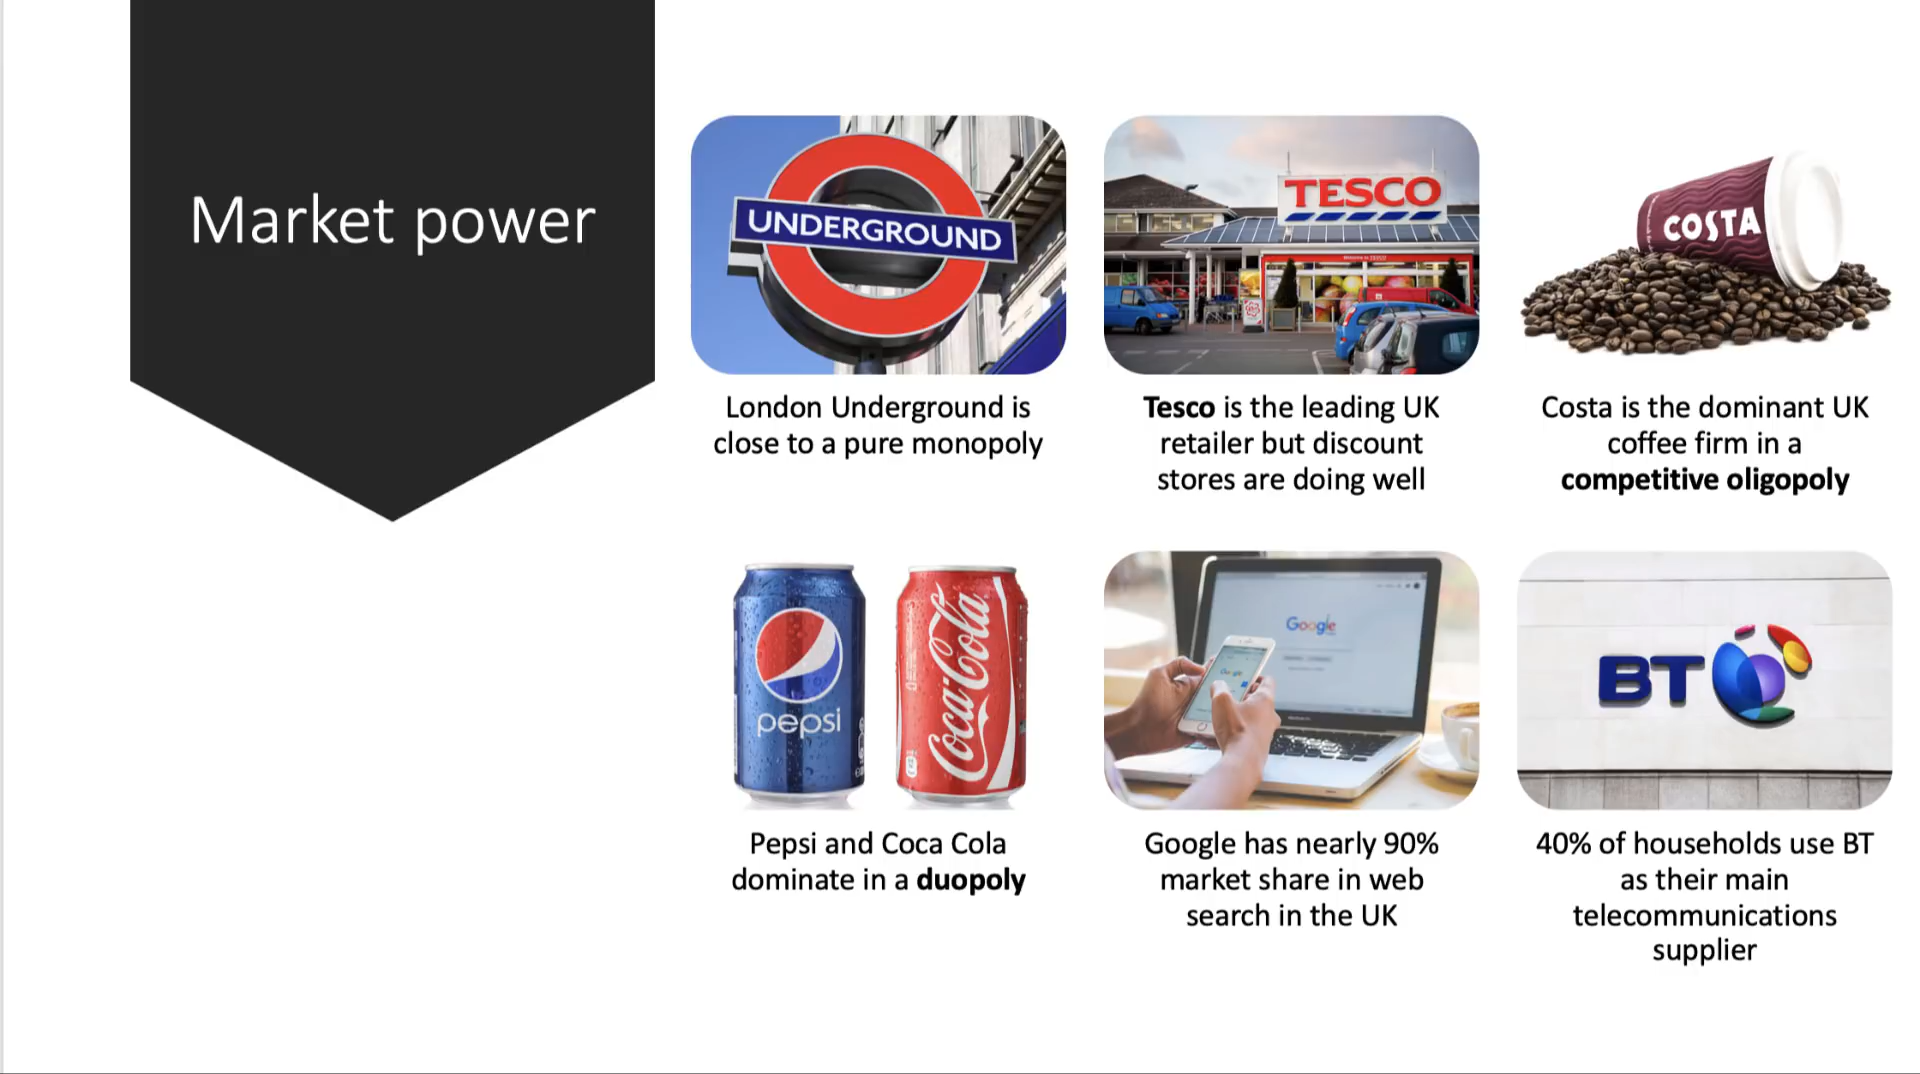 Market power
UNDERGROUND
TESCO
COSTA
London Underground is
close to a pure monopoly
Tesco is the leading UK
retailer but discount
stores are doing well
Costa is the dominant UK
coffee firm in a
competitive oligopoly
pepsi
Coca-Cola
Google
Google
BT
Pepsi and Coca Cola
dominate in a duopoly
Google has nearly 90%
market share in web
search in the UK
40% of households use BT
as their main
telecommunications
supplier